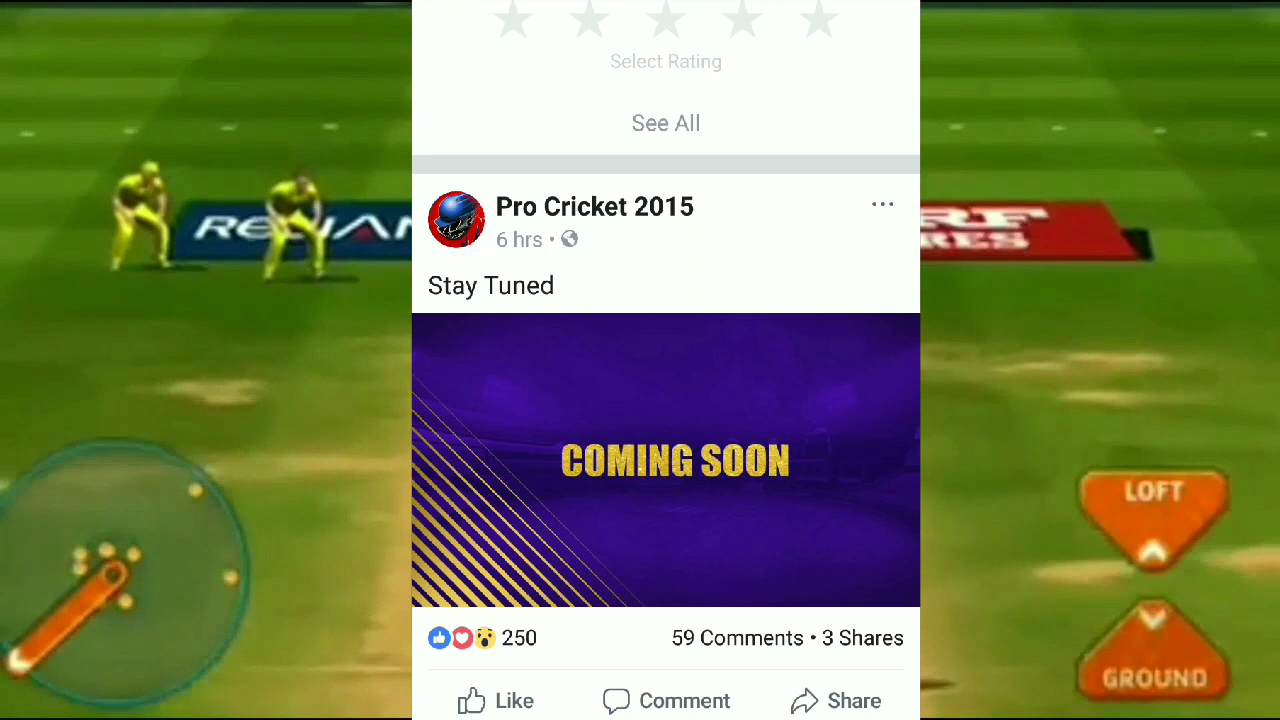 Select Rating
See All
Pro Cricket 2015
6 hrs
Stay Tuned
COMING SOON
250
59 Comments • 3 Shares
Like
Comment
Share
LOFT
GROUND